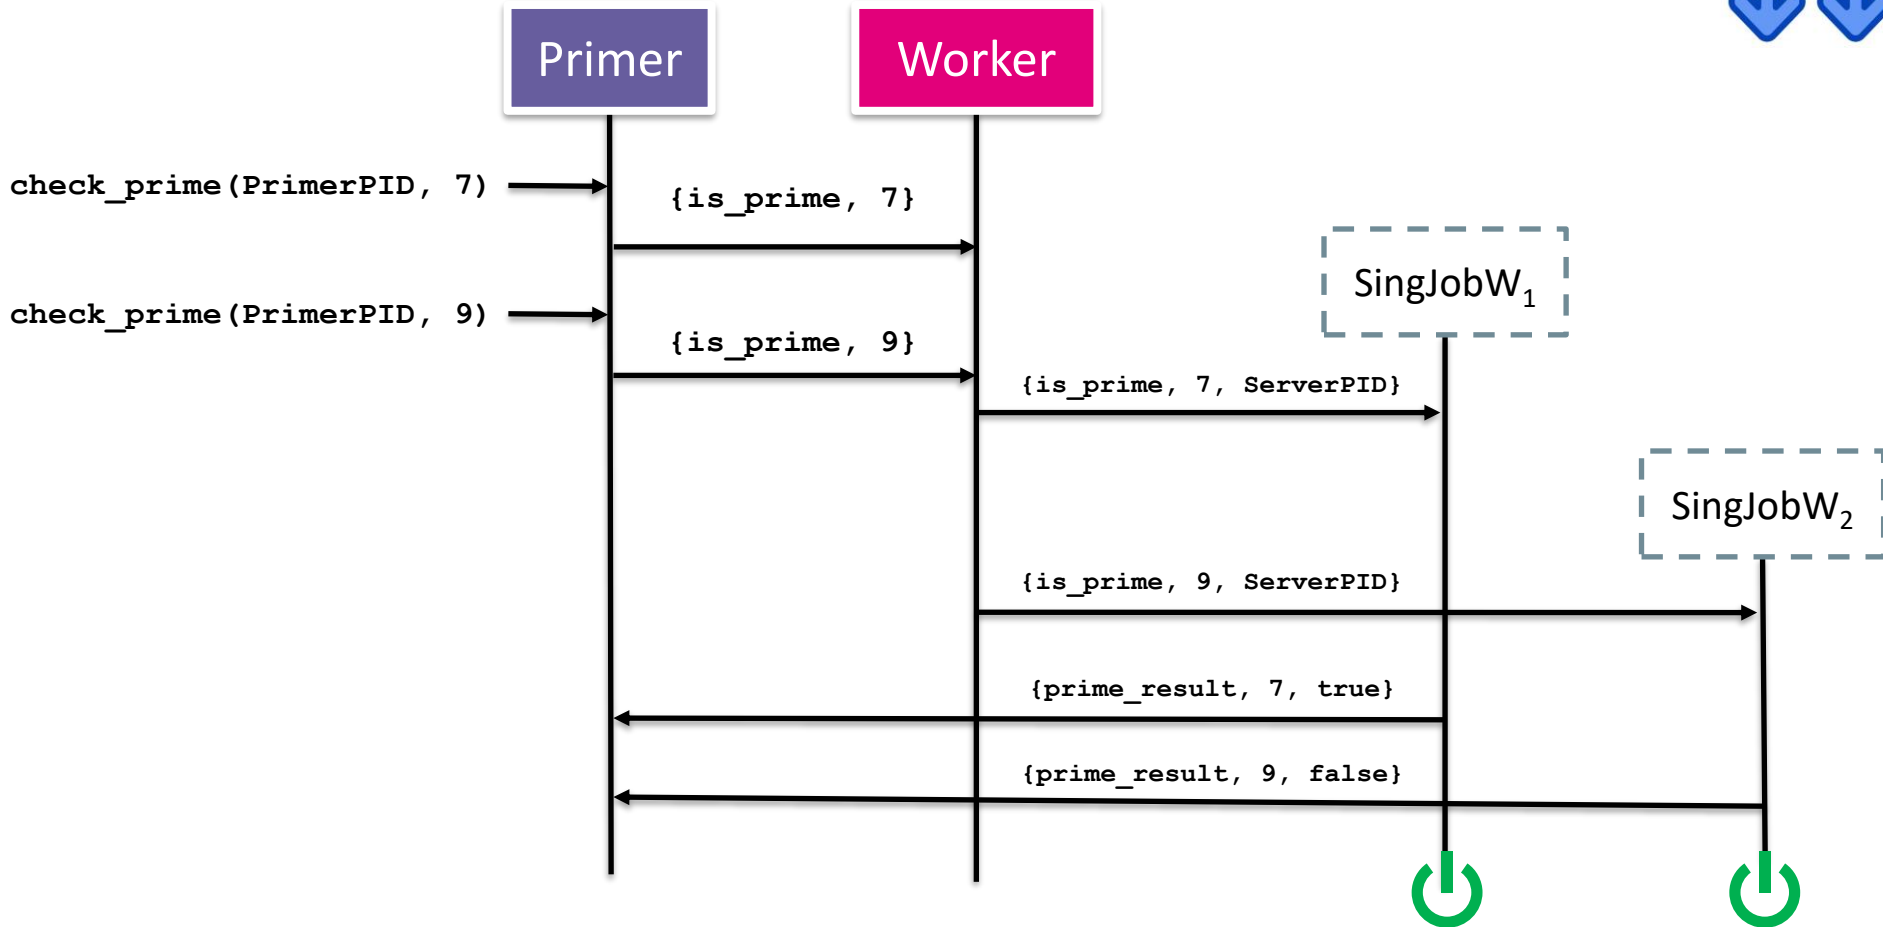 Primer
Worker
check_prime(PrimerPID, 7)
{is_prime, 7}
SingJobW₁
check_prime(PrimerPID, 9)
{is_prime, 9}
{is_prime, 7, ServerPID}
SingJobW₂
{is_prime, 9, ServerPID}
{prime_result, 7, true}
{prime_result, 9, false}